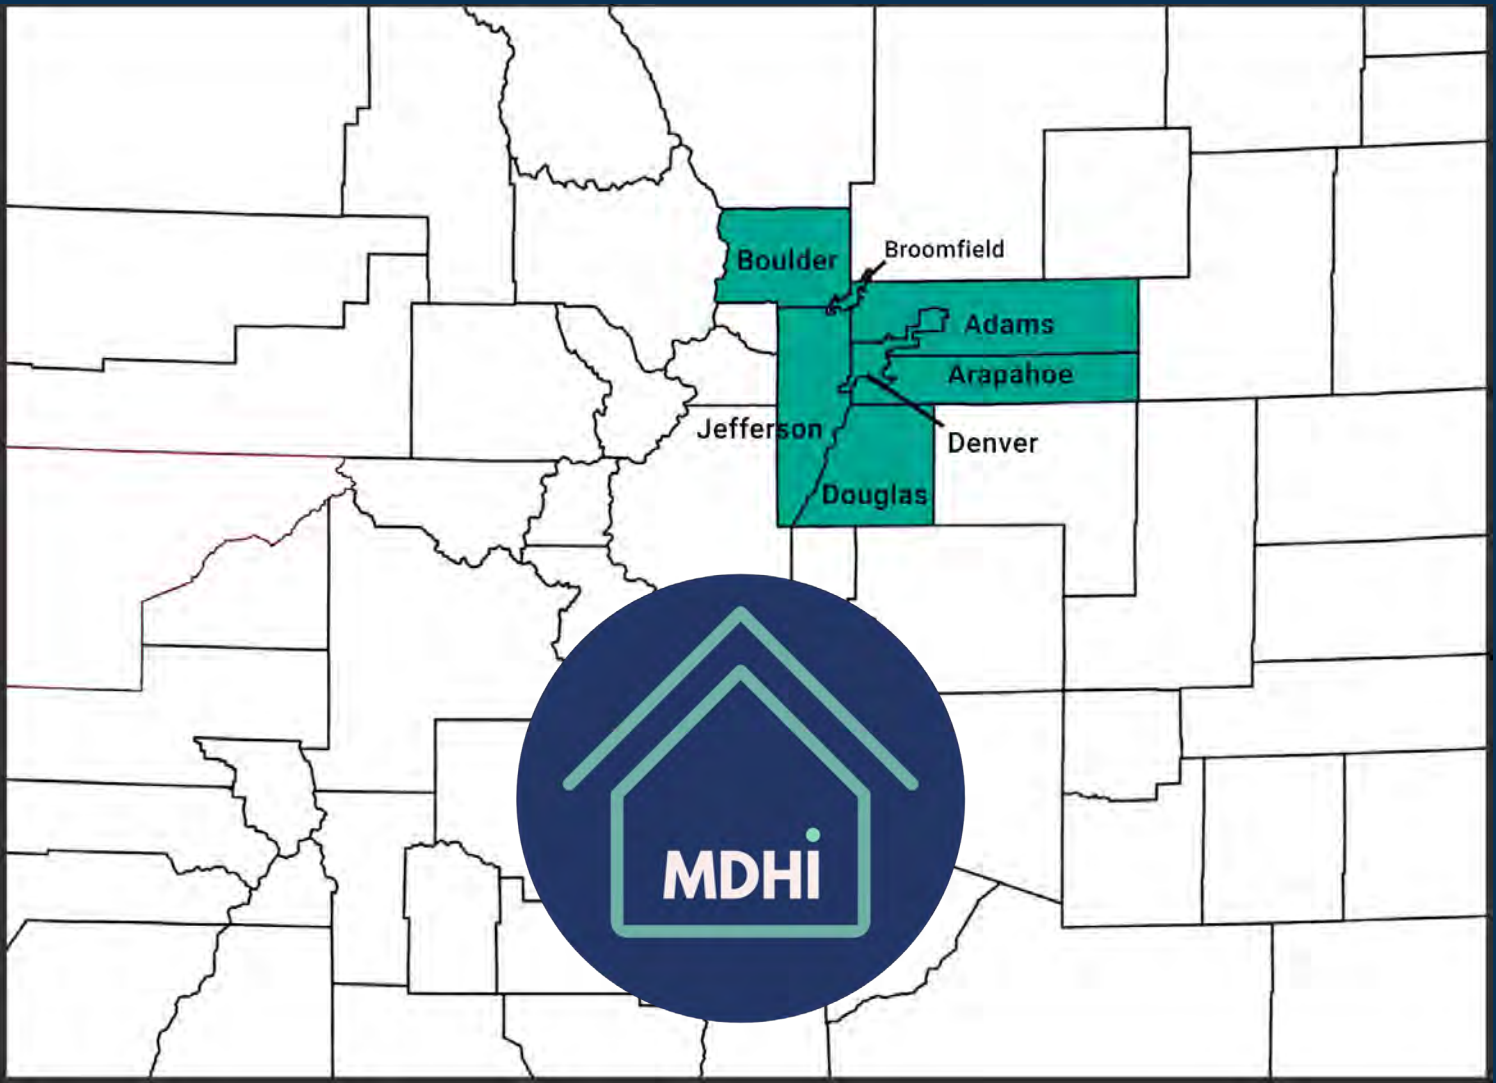 Broomfield
Boulder
Adams
Arapahoe
Jefferson
Denver
Douglas
MDHi